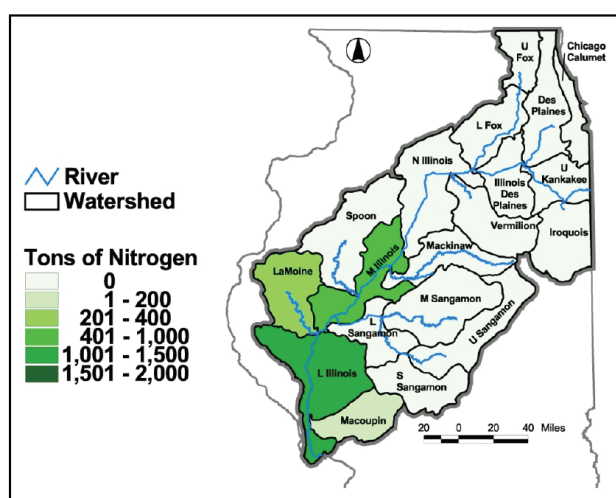 U
Fox
Chicago
Calumet
Des
Plaines
L Fox
N Illinois
U
Kankakee
Illinois
Des
Plaines
Vermilion
Iroquois
Spoon
Mackinaw
M Illinois
LaMoine
M Sangamon
L
Sangamon
U Sangamon
L Illinois
S
Sangamon
Macoupin
River
Watershed
Tons of Nitrogen
0
1 - 200
201 - 400
401 - 1,000
1,001 - 1,500
1,501 - 2,000
20 0 20 40 Miles